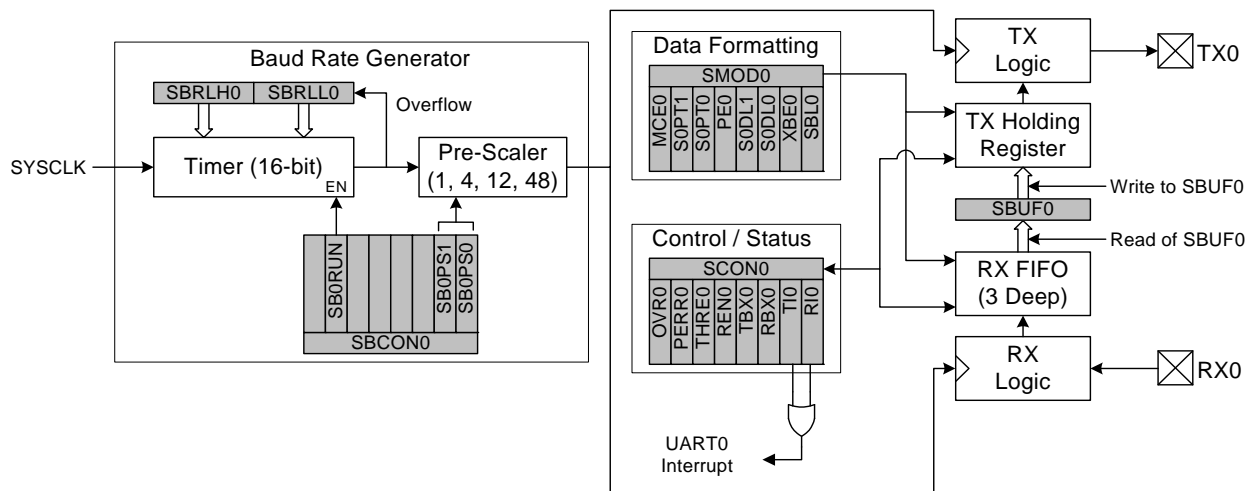 Baud Rate Generator
SBRLH0 SBRLL0
Overflow
SYSCLK
Timer (16-bit)
EN
Pre-Scaler
(1, 4, 12, 48)
SB0RUN
SB0PS1
SB0PS0
SBCON0
Data Formatting
SMOD0
MCE0
S0PT1
S0PT0
PE0
S0DL1
S0DL0
XBE0
SBL0
Control / Status
SCON0
OVR0
PERR0
THRE0
REN0
TBX0
RBX0
TI0
RI0
UART0
Interrupt
TX
Logic
TX0
TX Holding
Register
Write to SBUF0
SBUF0
Read of SBUF0
RX FIFO
(3 Deep)
RX
Logic
RX0